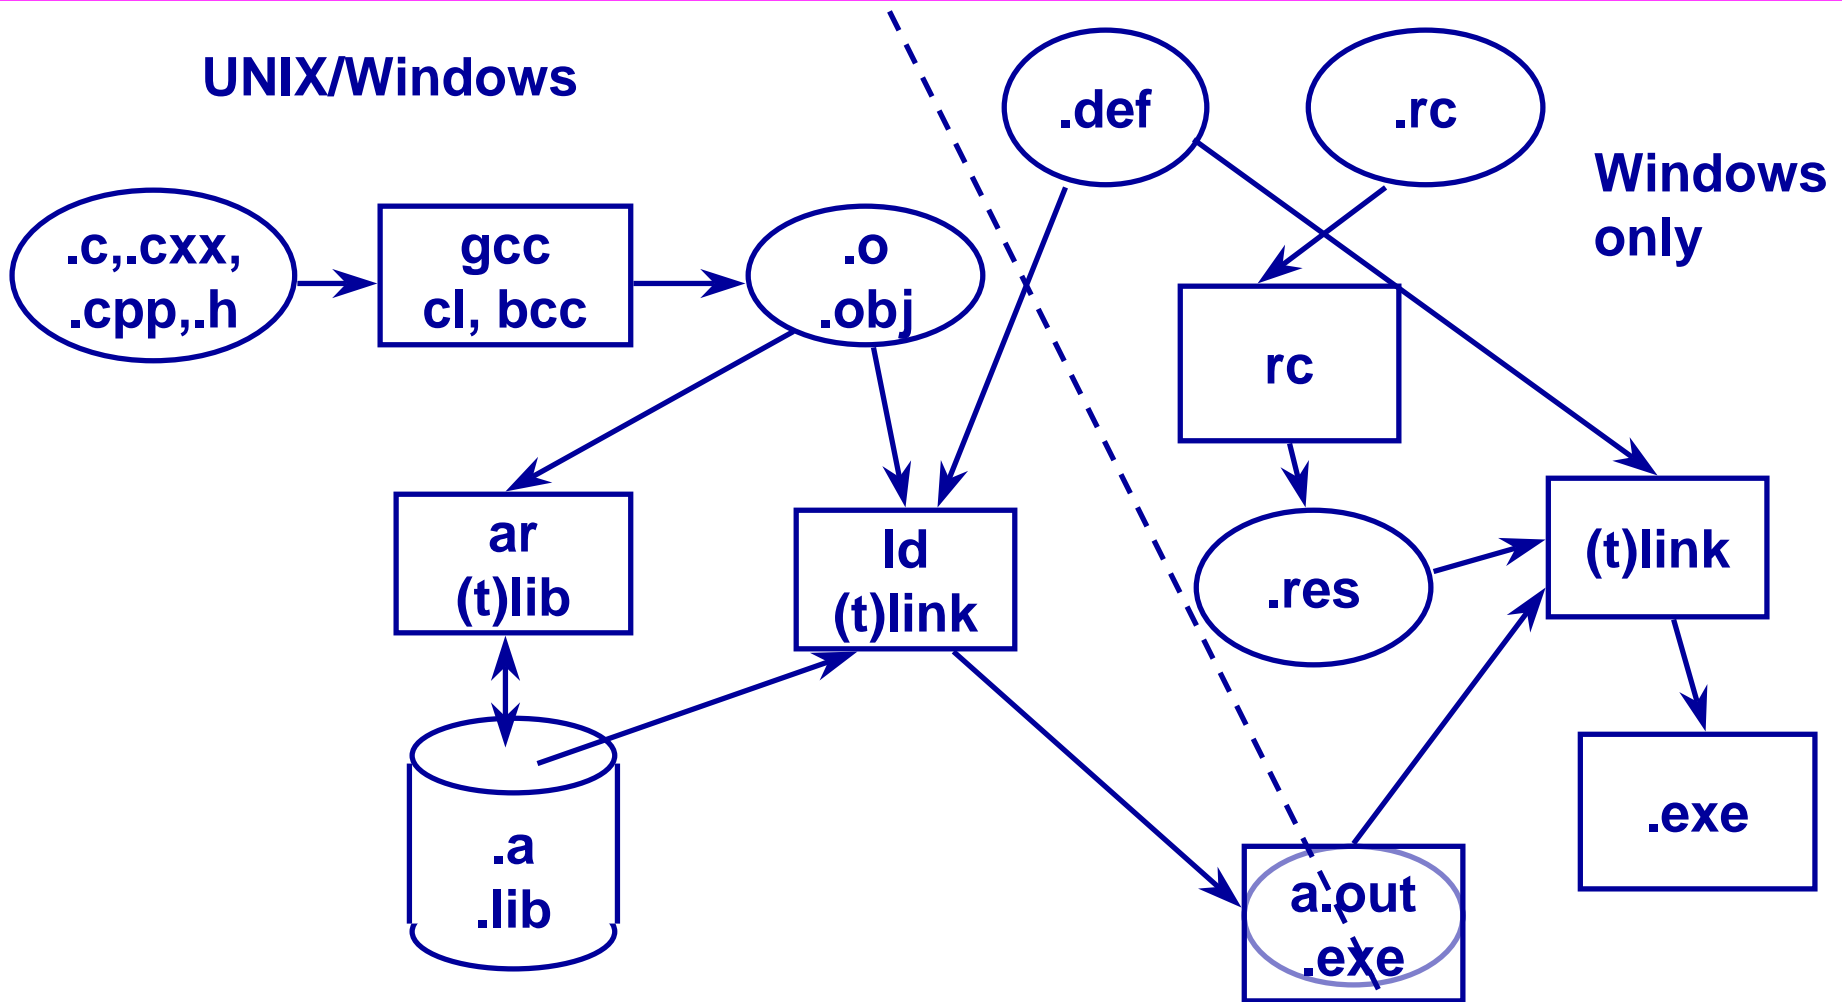 UNIX/Windows
.def
.rc
Windows
only
.c,.cxx,
.cpp,.h
gcc
cl, bcc
.o
.obj
rc
ar
(t)lib
ld
(t)link
.res
(t)link
.a
.lib
a.out
.exe
.exe